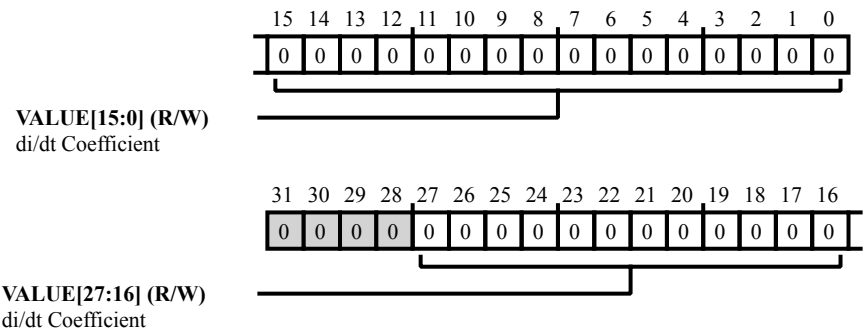 15 14 13 12 11 10 9 8 7 6 5 4 3 2 1 0
0 0 0 0 0 0 0 0 0 0 0 0 0 0 0 0
VALUE[15:0] (R/W)
di/dt Coefficient
31 30 29 28 27 26 25 24 23 22 21 20 19 18 17 16
0 0 0 0 0 0 0 0 0 0 0 0 0 0 0 0
VALUE[27:16] (R/W)
di/dt Coefficient